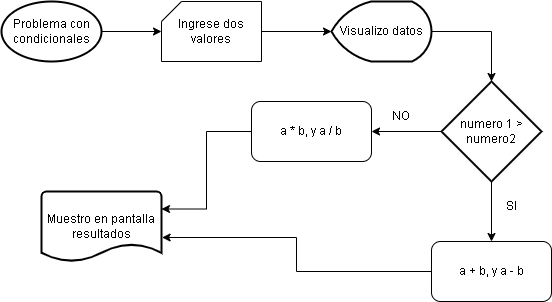 Problema con
condicionales
Ingrese dos
valores
Visualizo datos
numero 1 >
numero2
NO
a * b, y a / b
SI
a + b, y a - b
Muestro en pantalla
resultados